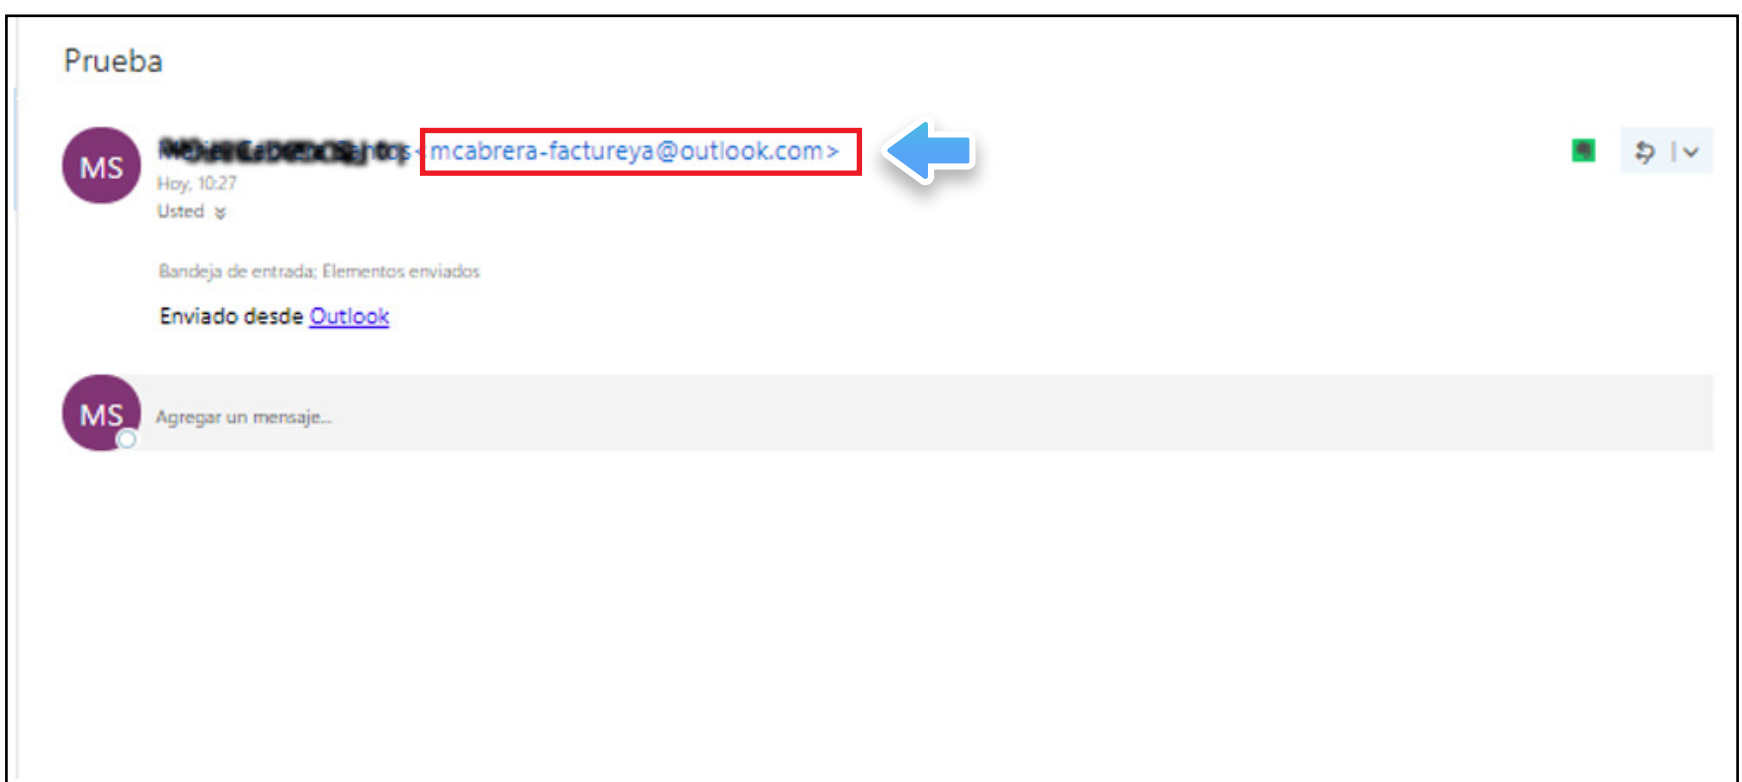 Prueba
MS
<mcabrera-factureya@outlook.com>
Hoy, 10:27
Usted
Bandeja de entrada; Elementos enviados
Enviado desde Outlook
MS
Agregar un mensaje...